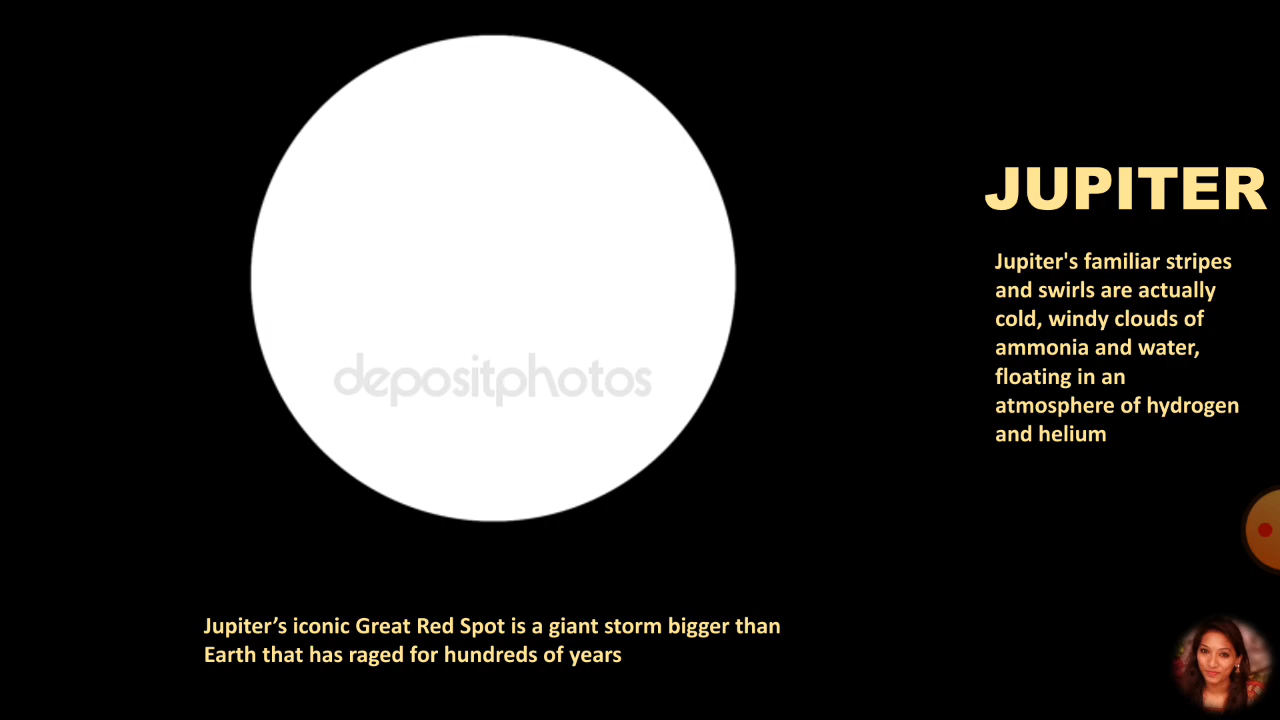 JUPITER
Jupiter's familiar stripes
and swirls are actually
cold, windy clouds of
ammonia and water,
floating in an
atmosphere of hydrogen
and helium
depositphotos
Jupiter’s iconic Great Red Spot is a giant storm bigger than
Earth that has raged for hundreds of years